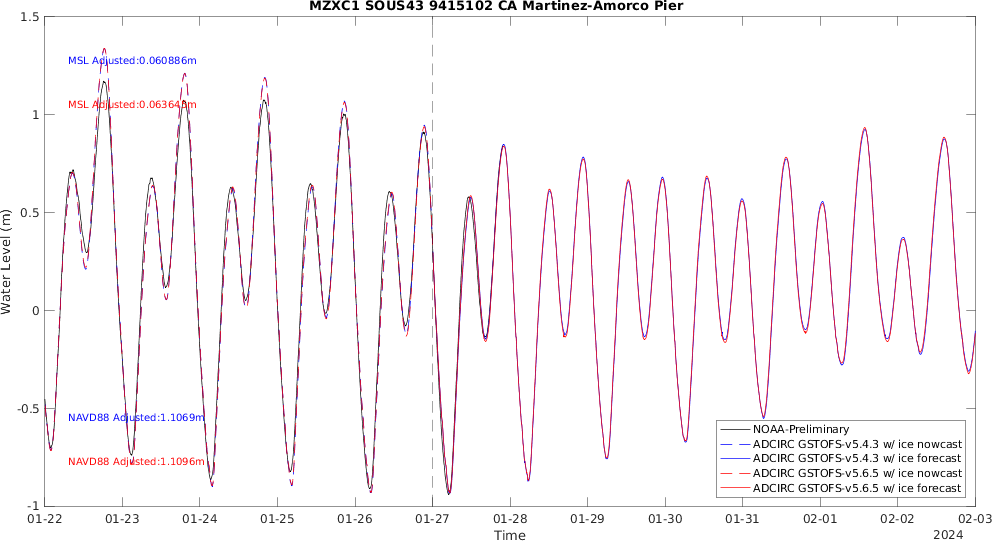 MZXC1 SOUS43 9415102 CA Martinez-Amorco Pier
1.5
MSL Adjusted:0.060886m
MSL Adjusted:0.06364
1
0.5
Water Level (m)
0
-0.5
NAVD88 Adjusted:1.1069m
NAVD88 Adjusted:1.1096m
-1
NOAA-Preliminary
ADCIRC GSTOFS-v5.4.3 w/ ice nowcast
ADCIRC GSTOFS-v5.4.3 w/ ice forecast
ADCIRC GSTOFS-v5.6.5 w/ ice nowcast
ADCIRC GSTOFS-v5.6.5 w/ ice forecast
01-22 01-23 01-24 01-25 01-26 01-27 01-28 01-29 01-30 01-31 02-01 02-02 02-03
Time
2024